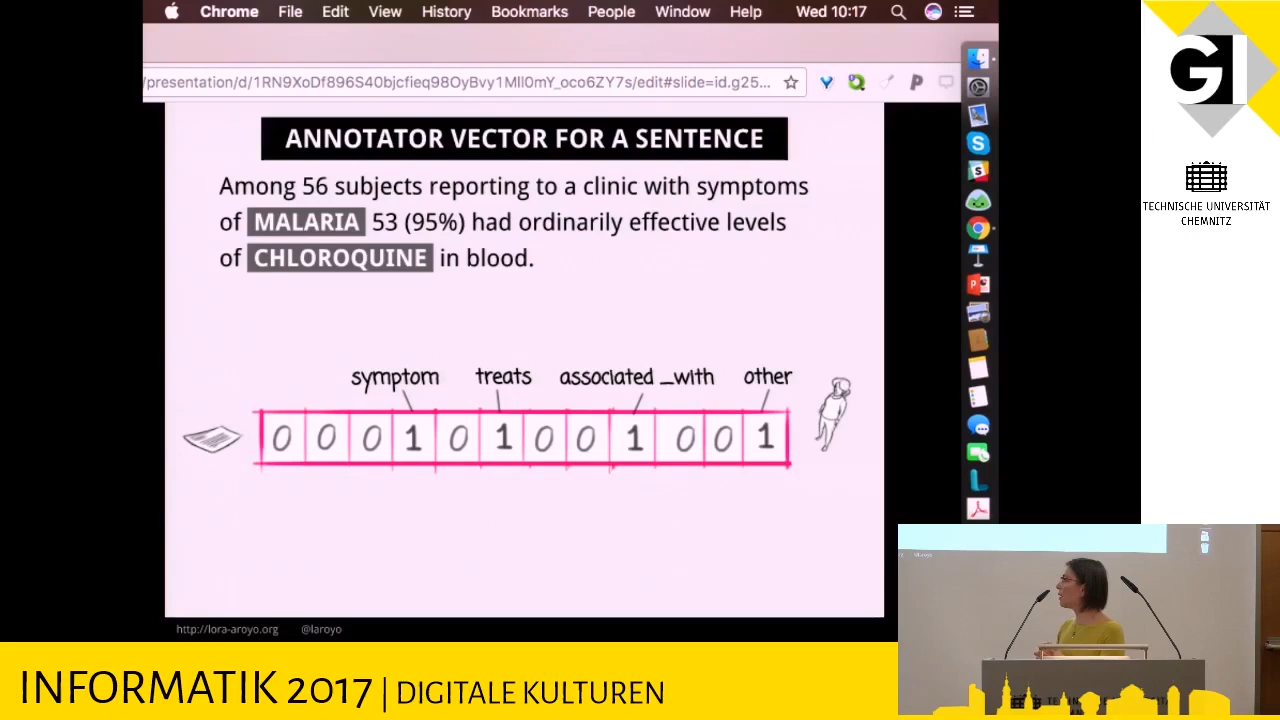 Chrome File Edit View History Bookmarks People Window Help Wed 10:17
/presentation/d/1RN9XoDf896S40bjcfieq98OyBvy1MlI0mY_oco6ZY7s/edit#slide=id.g25...
ANNOTATOR VECTOR FOR A SENTENCE
Among 56 subjects reporting to a clinic with symptoms
of MALARIA 53 (95%) had ordinarily effective levels
of CHLOROQUINE in blood.
symptom treats associated_with other
0 0 0 1 0 1 0 0 1 0 0 1
http://lora-aroyo.org @laroyo
GI
TECHNISCHE UNIVERSITÄT
CHEMNITZ
INFORMATIK 2017 | DIGITALE KULTUREN